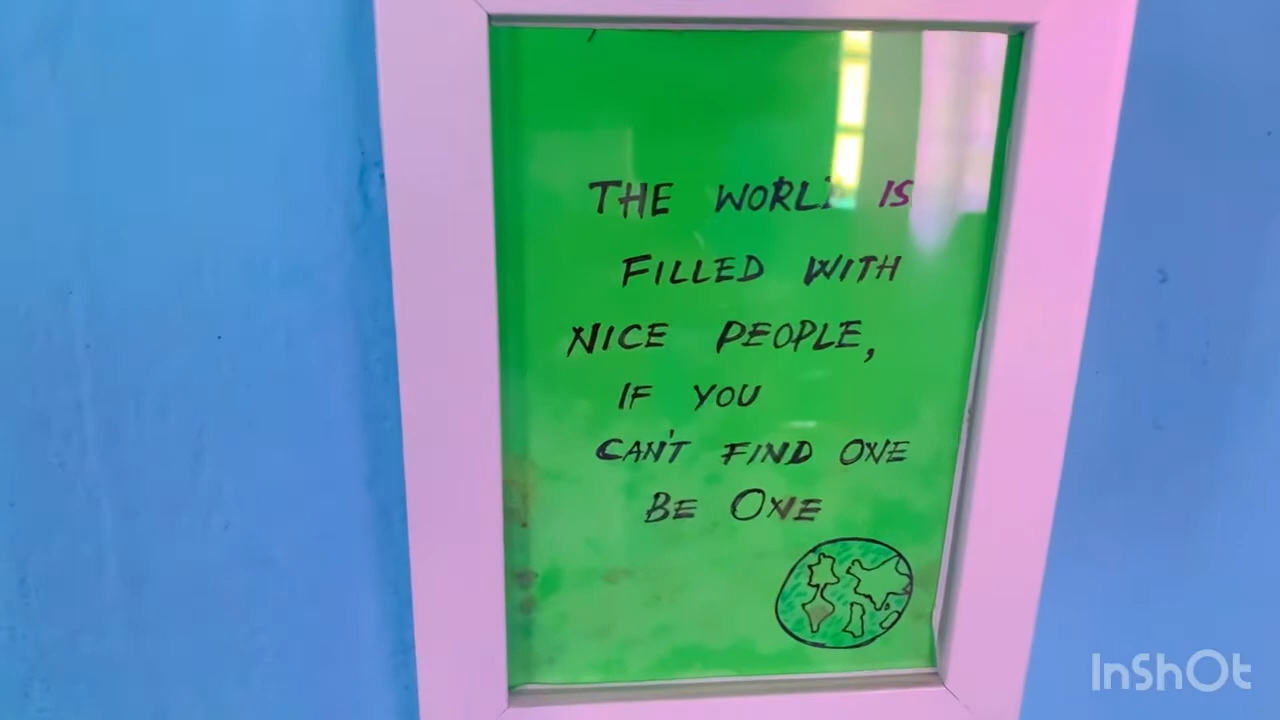 THE WORLD IS
FILLED WITH
NICE PEOPLE,
IF YOU
CAN'T FIND ONE
BE ONE
InShOt